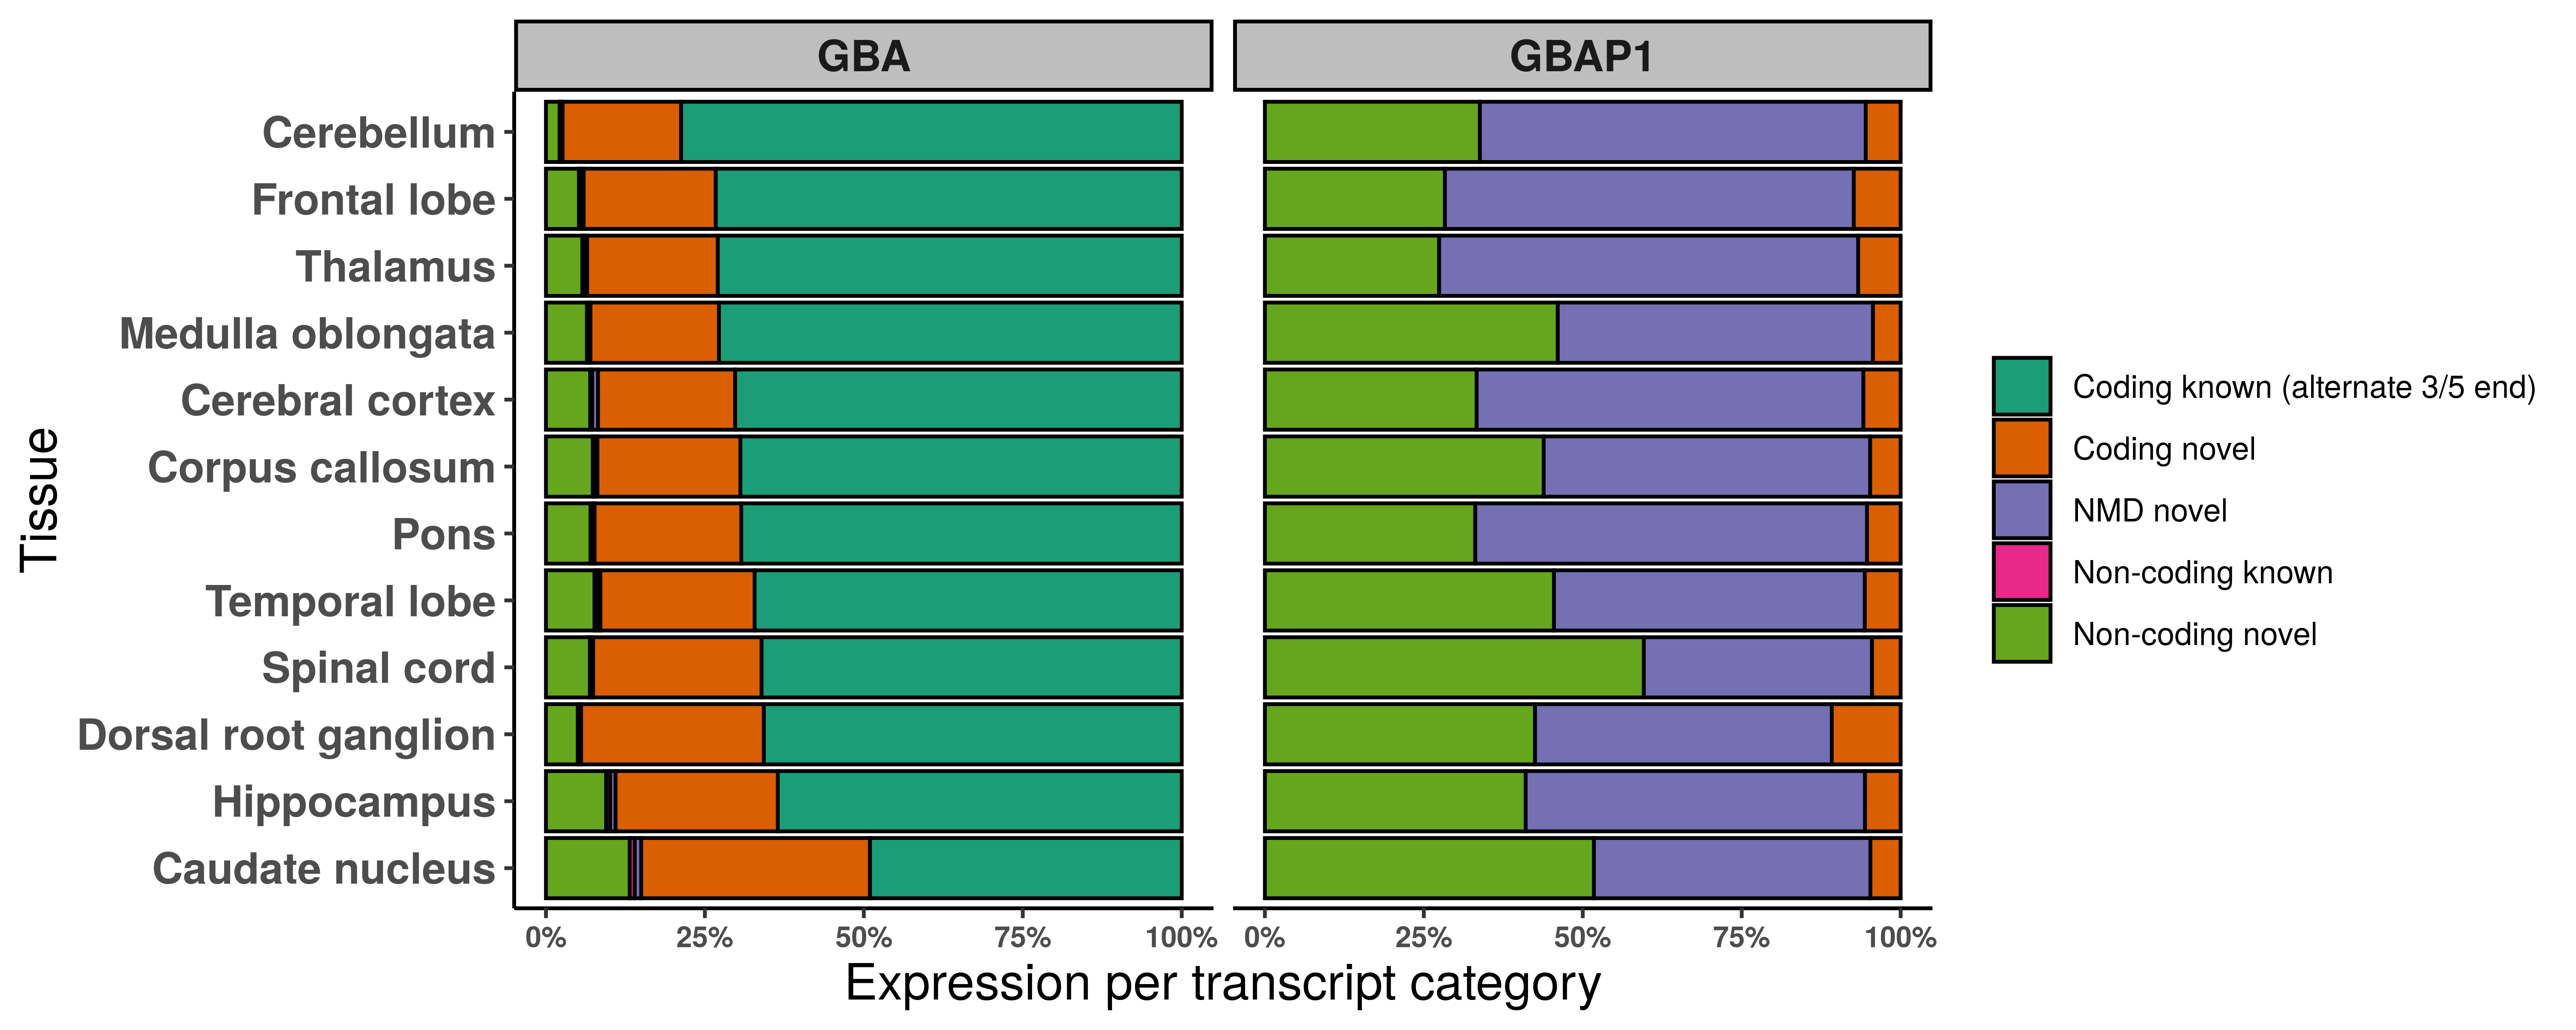 GBA
GBAP1
Tissue
Cerebellum
Frontal lobe
Thalamus
Medulla oblongata
Cerebral cortex
Corpus callosum
Pons
Temporal lobe
Spinal cord
Dorsal root ganglion
Hippocampus
Caudate nucleus
0% 25% 50% 75% 100%
0% 25% 50% 75% 100%
Expression per transcript category
Coding known (alternate 3/5 end)
Coding novel
NMD novel
Non-coding known
Non-coding novel